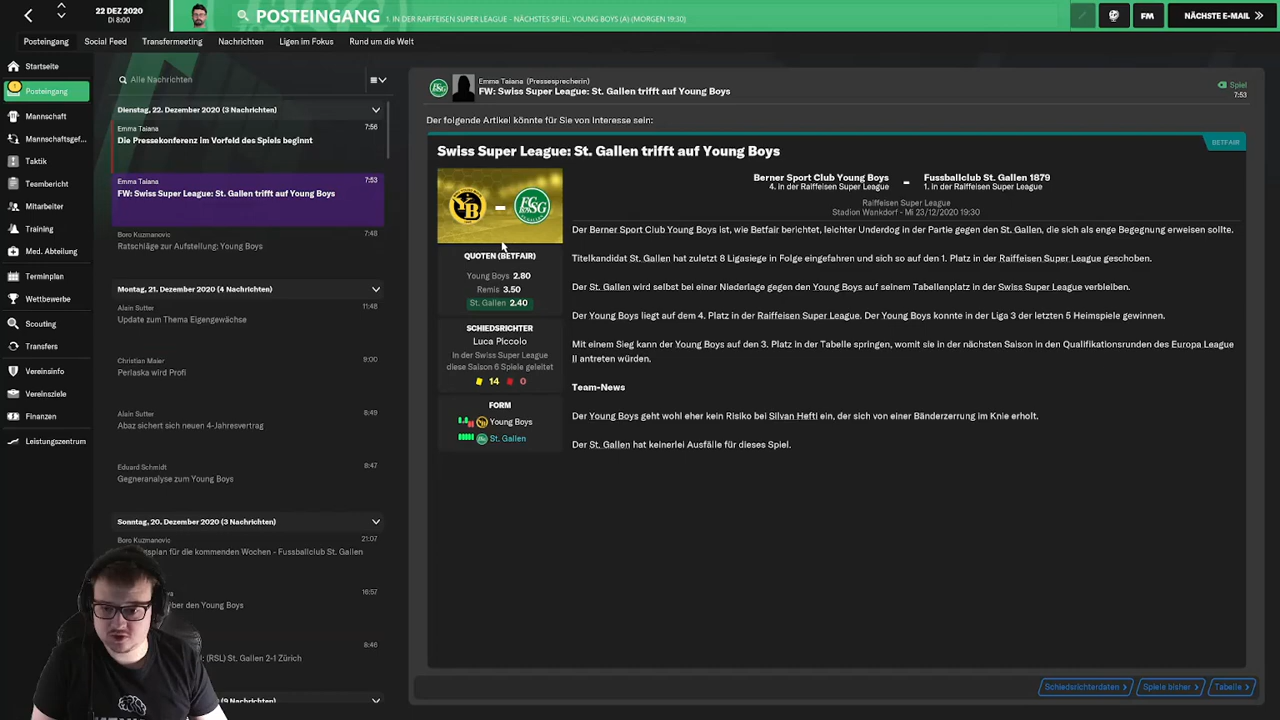 22 DEZ 2020
Di 8:00
POSTEINGANG
1. IN DER RAIFFEISEN SUPER LEAGUE - NÄCHSTES SPIEL: YOUNG BOYS (A) (MORGEN 19:30)
FM
NÄCHSTE E-MAIL
Posteingang
Social Feed
Transfermeeting
Nachrichten
Ligen im Fokus
Rund um die Welt
Startseite
Posteingang
Mannschaft
Mannschaftsgef...
Taktik
Teambericht
Mitarbeiter
Training
Med. Abteilung
Terminplan
Wettbewerbe
Scouting
Transfers
Vereinsinfo
Vereinsziele
Finanzen
Leistungszentrum
Alle Nachrichten
Dienstag, 22. Dezember 2020 (3 Nachrichten)
Emma Taiana 7:56
Die Pressekonferenz im Vorfeld des Spiels beginnt
Emma Taiana 7:53
FW: Swiss Super League: St. Gallen trifft auf Young Boys
Boro Kuzmanovic 7:48
Ratschläge zur Aufstellung: Young Boys
Montag, 21. Dezember 2020 (4 Nachrichten)
Alain Sutter 11:48
Update zum Thema Eigengewächse
Christian Maier 9:00
Perlaska wird Profi
Alain Sutter 8:49
Abaz sichert sich neuen 4-Jahresvertrag
Eduard Schmidt 8:47
Gegneranalyse zum Young Boys
Sonntag, 20. Dezember 2020 (3 Nachrichten)
Boro Kuzmanovic 21:07
splan für die kommenden Wochen - Fussballclub St. Gallen
16:57
ber den Young Boys
8:46
(RSL) St. Gallen 2-1 Zürich
Nachrichten)
Emma Taiana (Pressesprecherin)
FW: Swiss Super League: St. Gallen trifft auf Young Boys
Spiel
7:53
Der folgende Artikel könnte für Sie von Interesse sein:
Swiss Super League: St. Gallen trifft auf Young Boys
BETFAIR
YB
FCSG
QUOTEN (BETFAIR)
Young Boys 2.80
Remis 3.50
St. Gallen 2.40
SCHIEDSRICHTER
Luca Piccolo
In der Swiss Super League
diese Saison 6 Spiele geleitet
14 0
FORM
Young Boys
St. Gallen
Berner Sport Club Young Boys - Fussballclub St. Gallen 1879
4. in der Raiffeisen Super League 1. in der Raiffeisen Super League
Raiffeisen Super League
Stadion Wankdorf - Mi 23/12/2020 19:30
Der Berner Sport Club Young Boys ist, wie Betfair berichtet, leichter Underdog in der Partie gegen den St. Gallen, die sich als enge Begegnung erweisen sollte.
Titelkandidat St. Gallen hat zuletzt 8 Ligasiege in Folge eingefahren und sich so auf den 1. Platz in der Raiffeisen Super League geschoben.
Der St. Gallen wird selbst bei einer Niederlage gegen den Young Boys auf seinem Tabellenplatz in der Swiss Super League verbleiben.
Der Young Boys liegt auf dem 4. Platz in der Raiffeisen Super League. Der Young Boys konnte in der Liga 3 der letzten 5 Heimspiele gewinnen.
Mit einem Sieg kann der Young Boys auf den 3. Platz in der Tabelle springen, womit sie in der nächsten Saison in den Qualifikationsrunden des Europa League
II antreten würden.
Team-News
Der Young Boys geht wohl eher kein Risiko bei Silvan Hefti ein, der sich von einer Bänderzerrung im Knie erholt.
Der St. Gallen hat keinerlei Ausfälle für dieses Spiel.
Schiedsrichterdaten
Spiele bisher
Tabelle